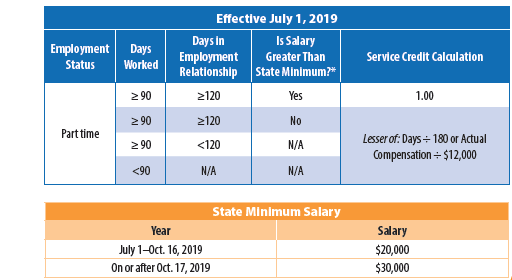 Effective July 1, 2019
Employment Status Days Worked Days in Employment Relationship Is Salary Greater Than State Minimum?* Service Credit Calculation
Part time
≥ 90 ≥120 Yes 1.00
≥ 90 ≥120 No
≥ 90 <120 N/A
<90 N/A N/A
Lesser of: Days ÷ 180 or Actual
Compensation ÷ $12,000
State Minimum Salary
Year Salary
July 1–Oct. 16, 2019 $20,000
On or after Oct. 17, 2019 $30,000